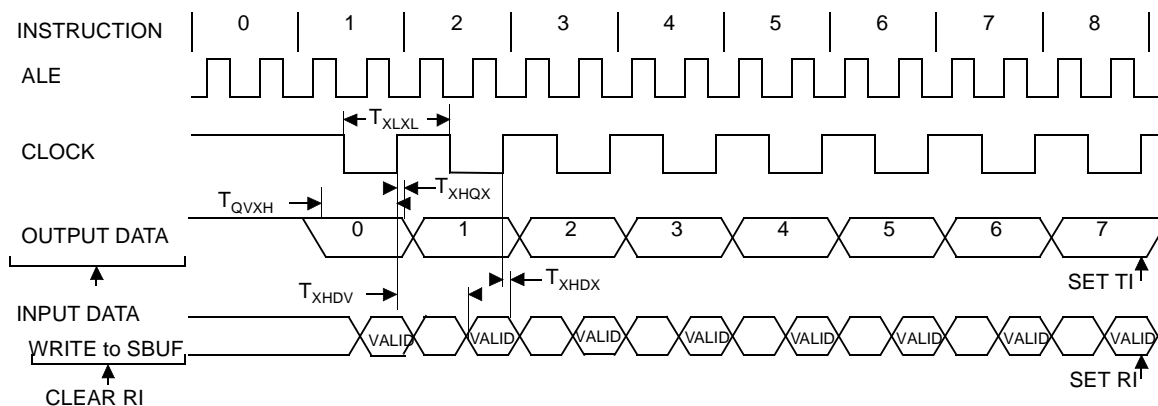 INSTRUCTION 0 1 2 3 4 5 6 7 8
ALE
TXLXL
CLOCK
TXHQX
TQVXH
OUTPUT DATA 0 1 2 3 4 5 6 7
TXHDV TXHDX SET TI
INPUT DATA
VALID VALID VALID VALID VALID VALID VALID VALID
WRITE to SBUF
SET RI
CLEAR RI